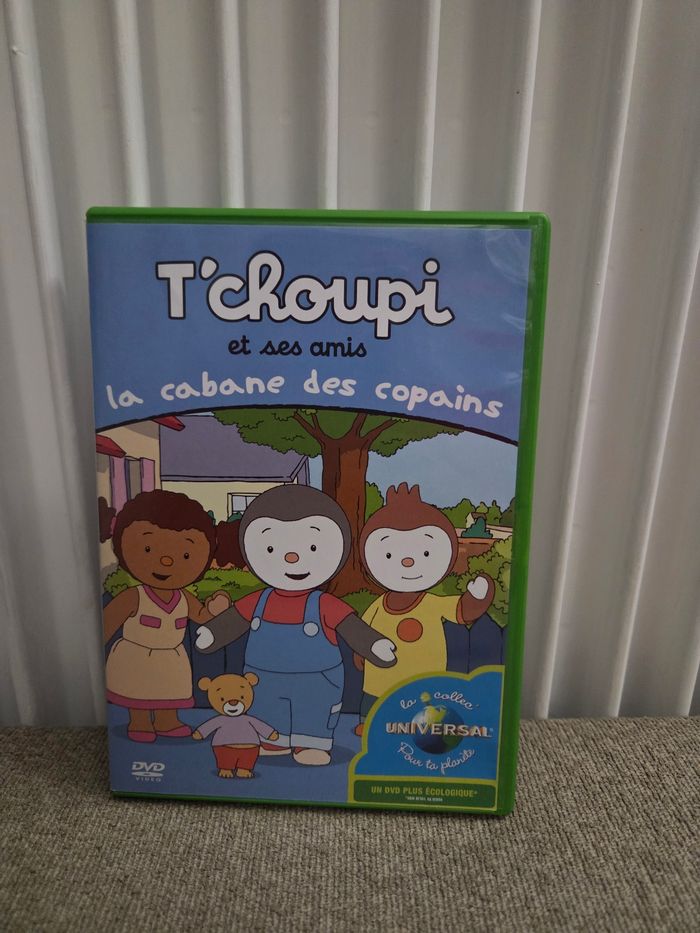 T'choupi
et ses amis
la cabane des copains
la collec'
UNIVERSAL
Pour ta planète
UN DVD PLUS ÉCOLOGIQUE*
DVD
VIDEO